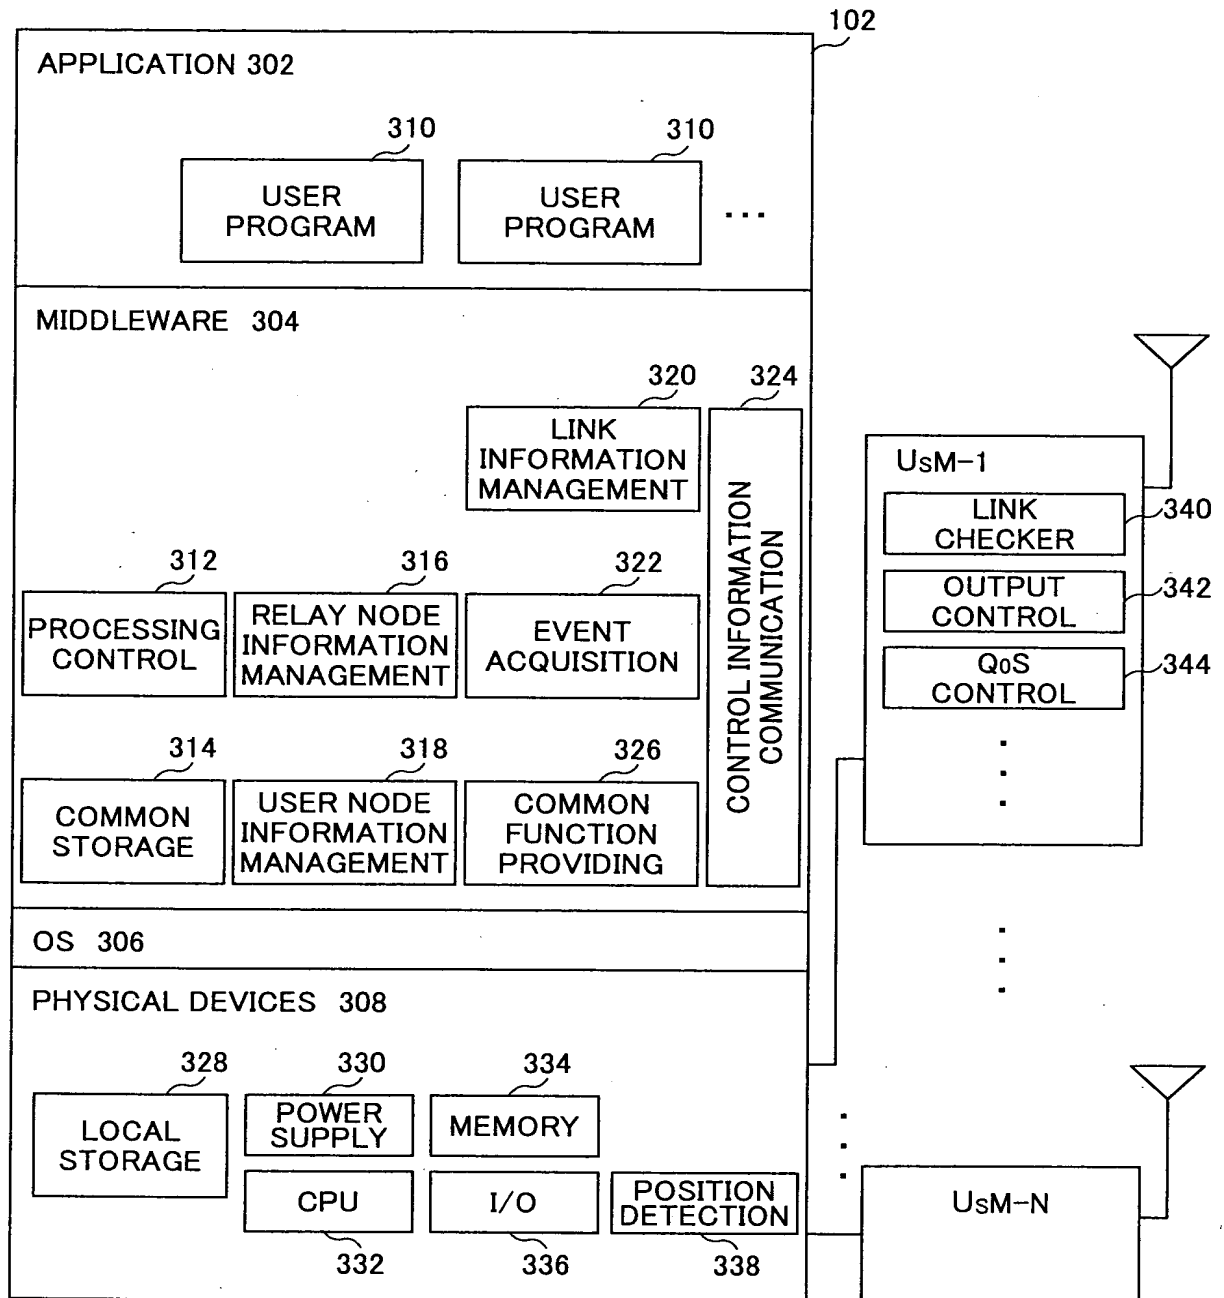 102
APPLICATION 302
310
310
USER
PROGRAM
USER
PROGRAM
...
MIDDLEWARE 304
320
324
LINK
INFORMATION
MANAGEMENT
CONTROL INFORMATION
COMMUNICATION
312
316
322
PROCESSING
CONTROL
RELAY NODE
INFORMATION
MANAGEMENT
EVENT
ACQUISITION
314
318
326
COMMON
STORAGE
USER NODE
INFORMATION
MANAGEMENT
COMMON
FUNCTION
PROVIDING
OS 306
PHYSICAL DEVICES 308
328
330
334
LOCAL
STORAGE
POWER
SUPPLY
MEMORY
CPU
I/O
POSITION
DETECTION
332
336
338
UsM-1
LINK
CHECKER
340
OUTPUT
CONTROL
342
QoS
CONTROL
344
UsM-N